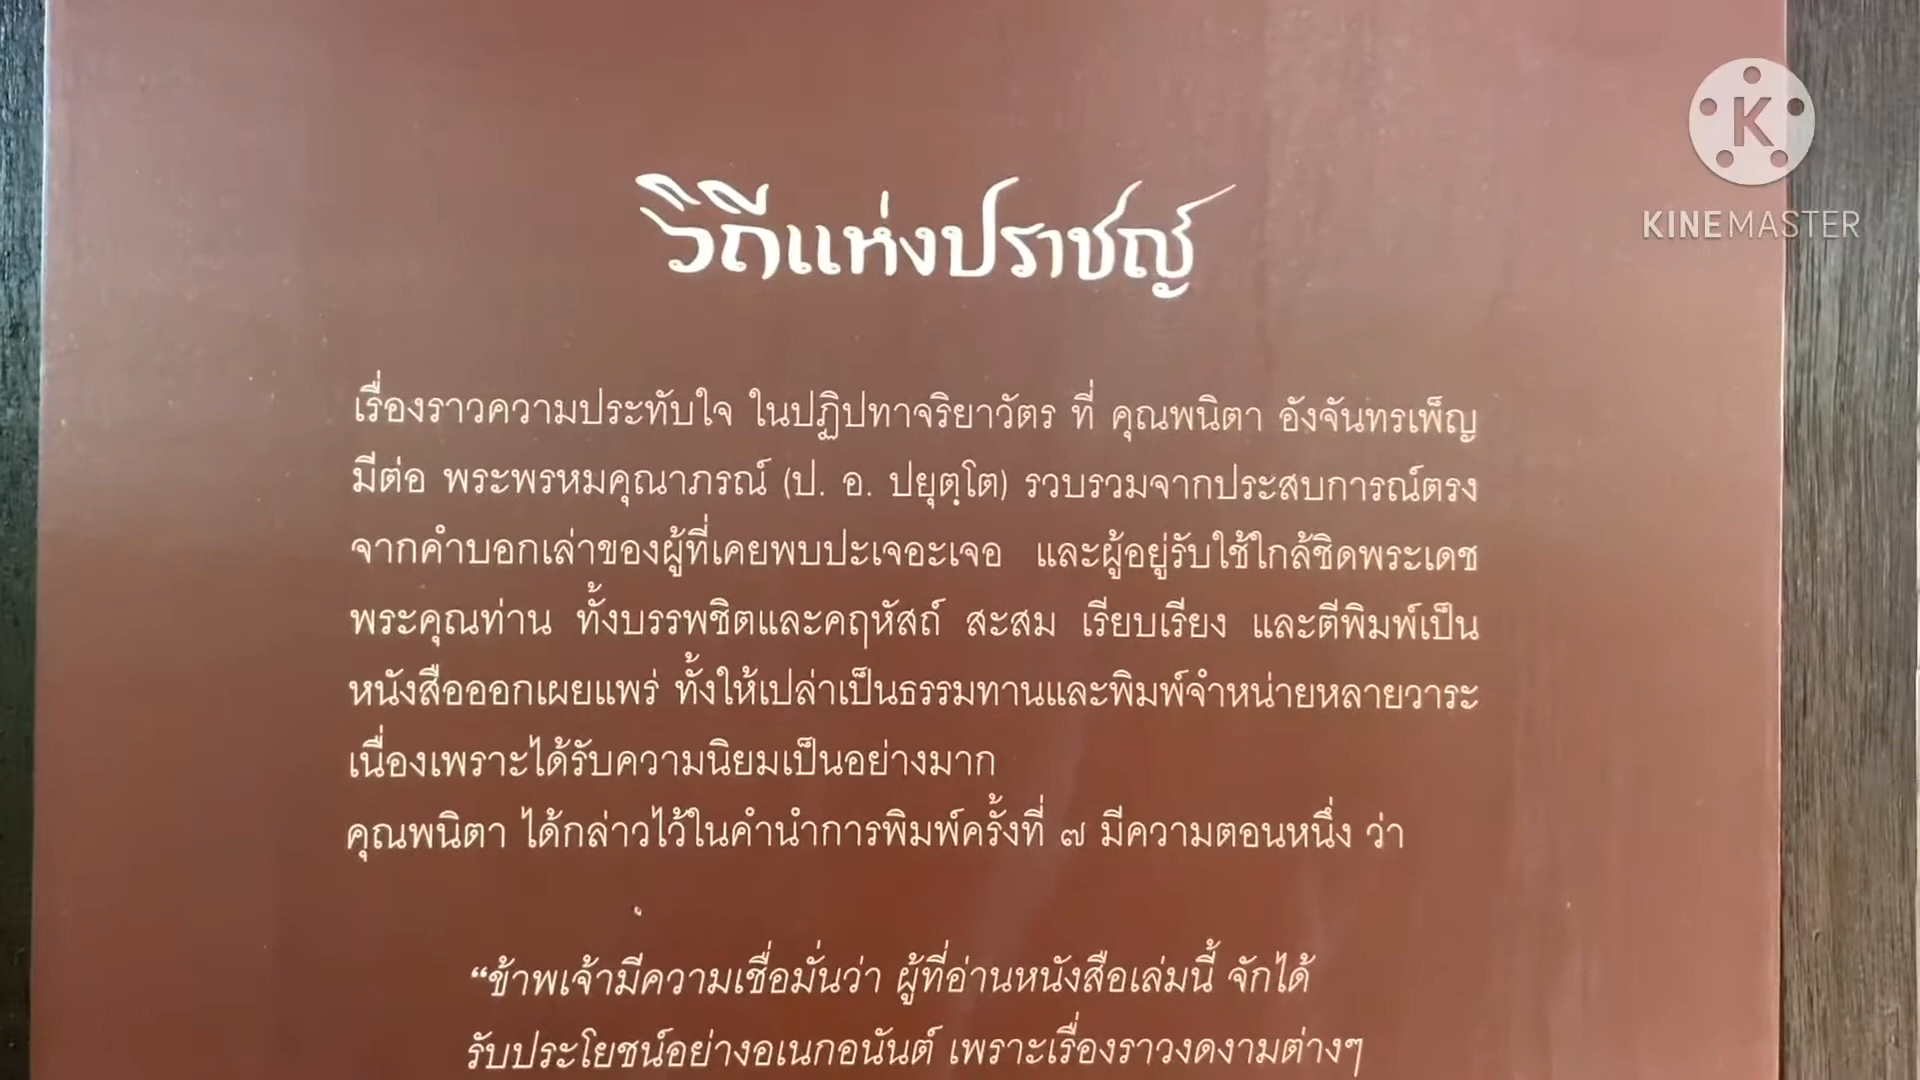 วิถีแห่งปราชญ์
เรื่องราวความประทับใจ ในปฏิปทาจริยาวัตร ที่ คุณพนิตา อังจันทรเพ็ญ
มีต่อ พระพรหมคุณาภรณ์ (ป. อ. ปยุตฺโต) รวบรวมจากประสบการณ์ตรง
จากคำบอกเล่าของผู้ที่เคยพบปะเจอะเจอ และผู้อยู่รับใช้ใกล้ชิดพระเดช
พระคุณท่าน ทั้งบรรพชิตและคฤหัสถ์ สะสม เรียบเรียง และตีพิมพ์เป็น
หนังสือออกเผยแพร่ ทั้งให้เปล่าเป็นธรรมทานและพิมพ์จำหน่ายหลายวาระ
เนื่องเพราะได้รับความนิยมเป็นอย่างมาก
คุณพนิตา ได้กล่าวไว้ในคำนำการพิมพ์ครั้งที่ ๗ มีความตอนหนึ่ง ว่า
“ข้าพเจ้ามีความเชื่อมั่นว่า ผู้ที่อ่านหนังสือเล่มนี้ จักได้
รับประโยชน์อย่างอเนกอนันต์ เพราะเรื่องราวงดงามต่างๆ
K
KINEMASTER